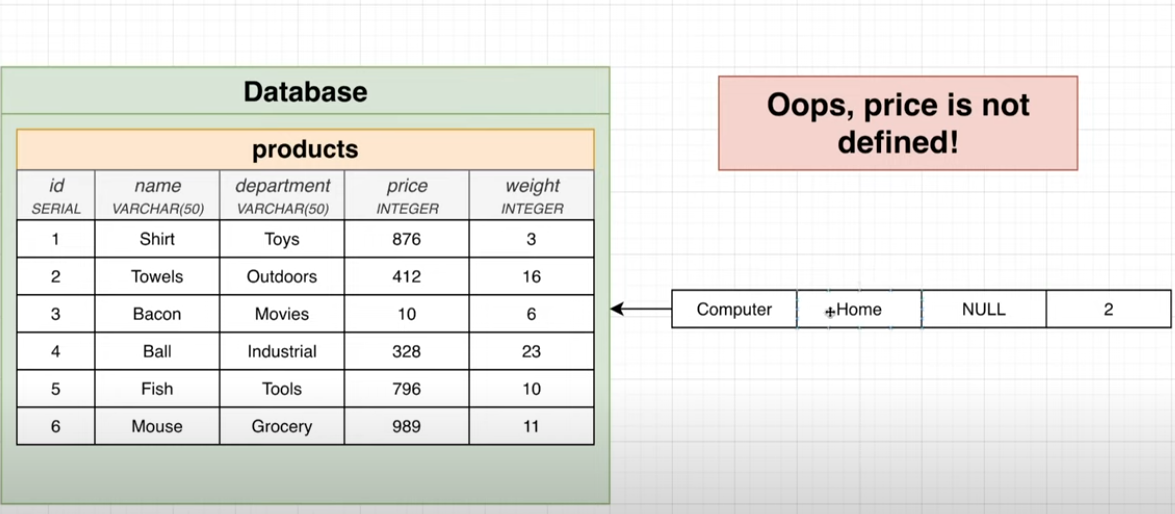 Database
products
id name department price weight
SERIAL VARCHAR(50) VARCHAR(50) INTEGER INTEGER
1 Shirt Toys 876 3
2 Towels Outdoors 412 16
3 Bacon Movies 10 6
4 Ball Industrial 328 23
5 Fish Tools 796 10
6 Mouse Grocery 989 11
Oops, price is not
defined!
Computer Home NULL 2